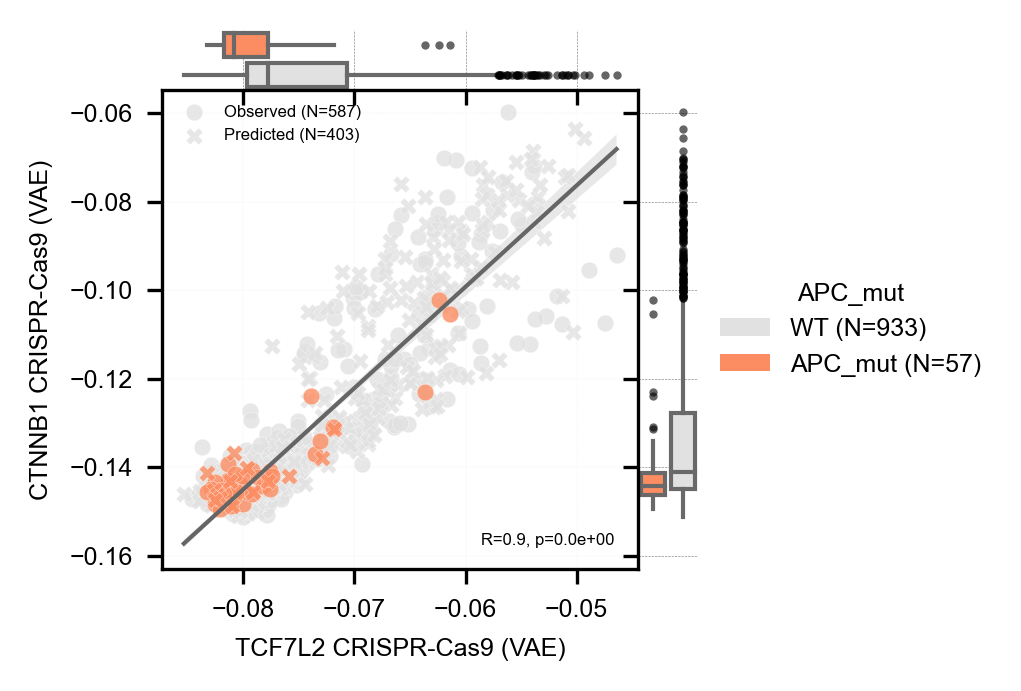 Observed (N=587)
Predicted (N=403)
−0.06
−0.08
−0.10
−0.12
−0.14
−0.16
CTNNB1 CRISPR-Cas9 (VAE)
R=0.9, p=0.0e+00
−0.08
−0.07
−0.06
−0.05
TCF7L2 CRISPR-Cas9 (VAE)
APC_mut
WT (N=933)
APC_mut (N=57)